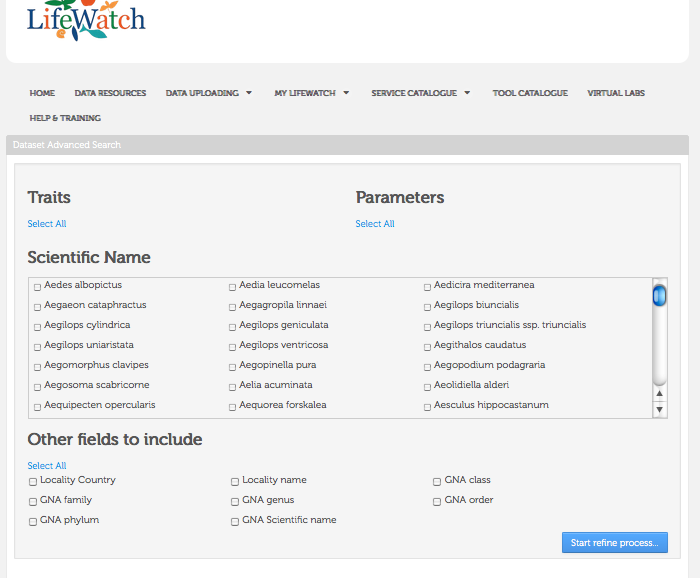 LifeWatch
HOME DATA RESOURCES DATA UPLOADING MY LIFEWATCH SERVICE CATALOGUE TOOL CATALOGUE VIRTUAL LABS
HELP & TRAINING
Dataset Advanced Search
Traits Parameters
Select All Select All
Scientific Name
Aedes albopictus Aedia leucomelas Aedicira mediterranea
Aegaeon cataphractus Aegagropila linnaei Aegilops biuncialis
Aegilops cylindrica Aegilops geniculata Aegilops triuncialis ssp. triuncialis
Aegilops uniaristata Aegilops ventricosa Aegithalos caudatus
Aegomorphus clavipes Aegopinella pura Aegopodium podagraria
Aegosoma scabricorne Aelia acuminata Aeolidiella alderi
Aequipecten opercularis Aequorea forskalea Aesculus hippocastanum
Other fields to include
Select All
Locality Country Locality name GNA class
GNA family GNA genus GNA order
GNA phylum GNA Scientific name
Start refine process...